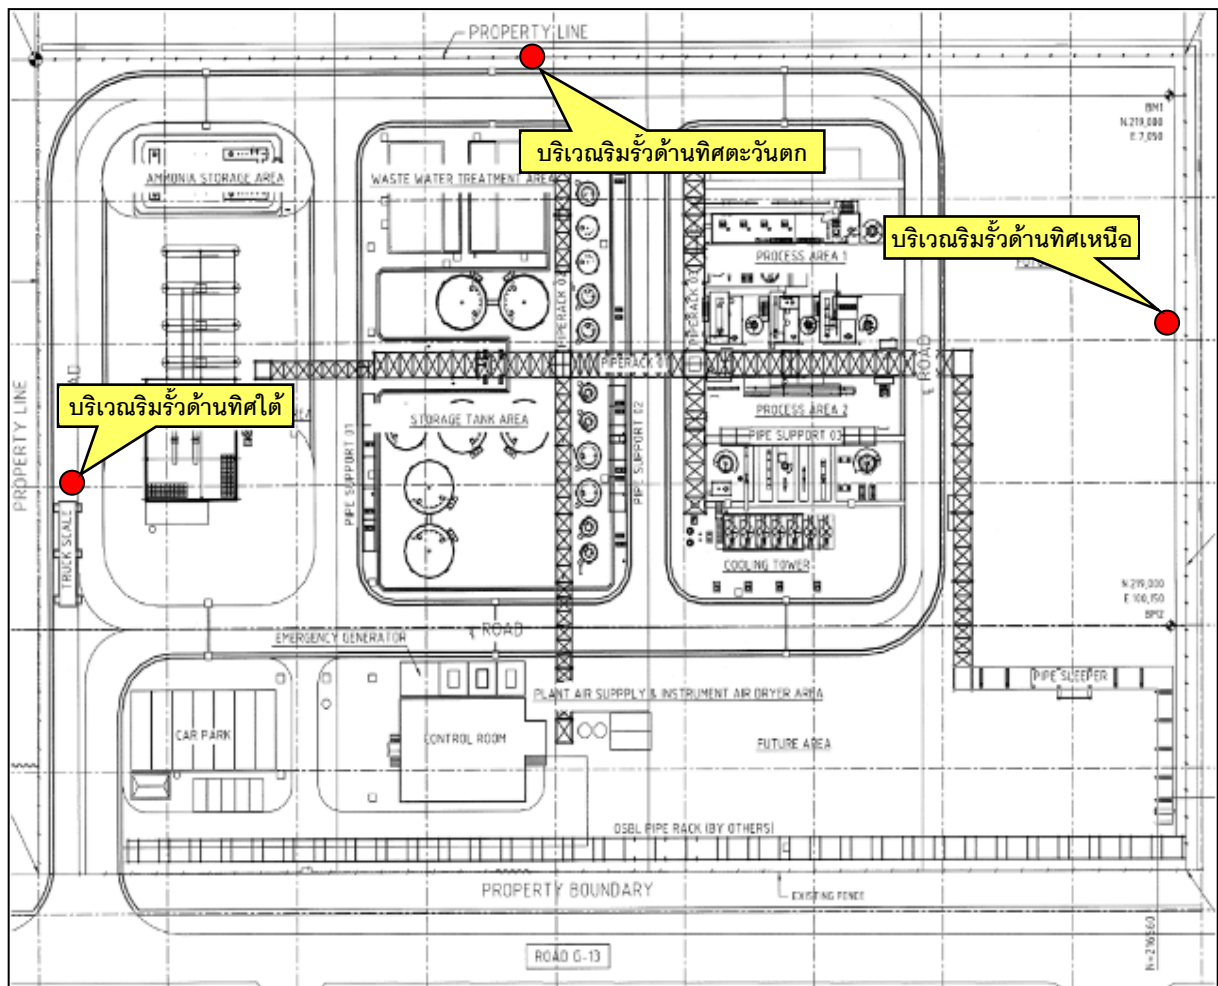 PROPERTY LINE
BM1
N.219,000
E.7,050
บริเวณริมรั้วด้านทิศตะวันตก
AMMONIA STORAGE AREA
WASTE WATER TREATMENT AREA
บริเวณริมรั้วด้านทิศเหนือ
PROCESS AREA 1
PIPERACK 01
ROAD
PROPERTY LINE
บริเวณริมรั้วด้านทิศใต้
STORAGE TANK AREA
PROCESS AREA 2
PIPE SUPPORT 03
PIPE SUPPORT 01
PIPE SUPPORT 02
TRUCK SCALE
COOLING TOWER
N.219,000
E.100,150
BM2
EMERGENCY GENERATOR
ROAD
PIPE SLEEPER
PLANT AIR SUPPPLY & INSTRUMENT AIR DRYER AREA
CAR PARK
CONTROL ROOM
FUTURE AREA
OSBL PIPE RACK (BY OTHERS)
PROPERTY BOUNDARY
EXISTING FENCE
ROAD G-13